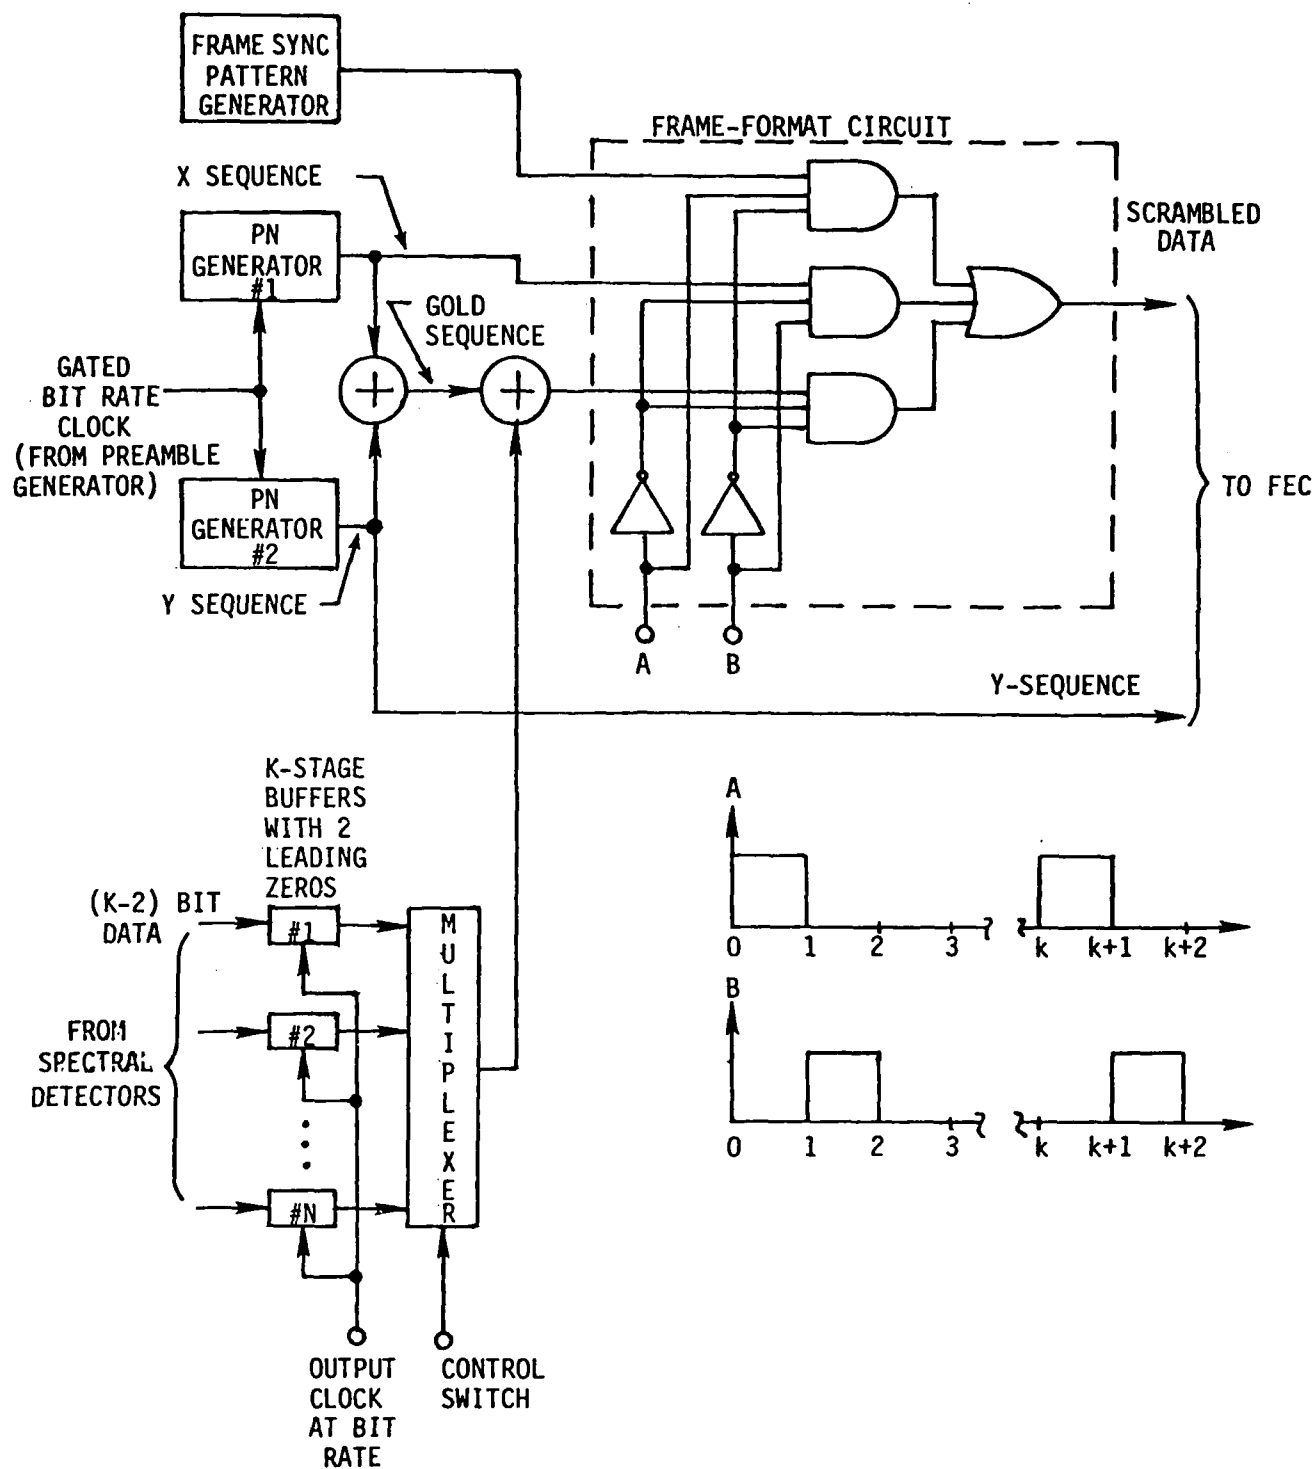 FRAME SYNC
PATTERN
GENERATOR
FRAME-FORMAT CIRCUIT
X SEQUENCE
SCRAMBLED
DATA
PN
GENERATOR
#1
GOLD
SEQUENCE
GATED
BIT RATE
CLOCK
(FROM PREAMBLE
GENERATOR)
TO FEC
PN
GENERATOR
#2
Y SEQUENCE
A
B
Y-SEQUENCE
K-STAGE
BUFFERS
WITH 2
LEADING
ZEROS
(K-2) BIT
DATA
#1
MULTIPLEXER
FROM
SPECTRAL
DETECTORS
#2
#N
OUTPUT
CLOCK
AT BIT
RATE
CONTROL
SWITCH
A
0 1 2 3 k k+1 k+2
B
0 1 2 3 k k+1 k+2